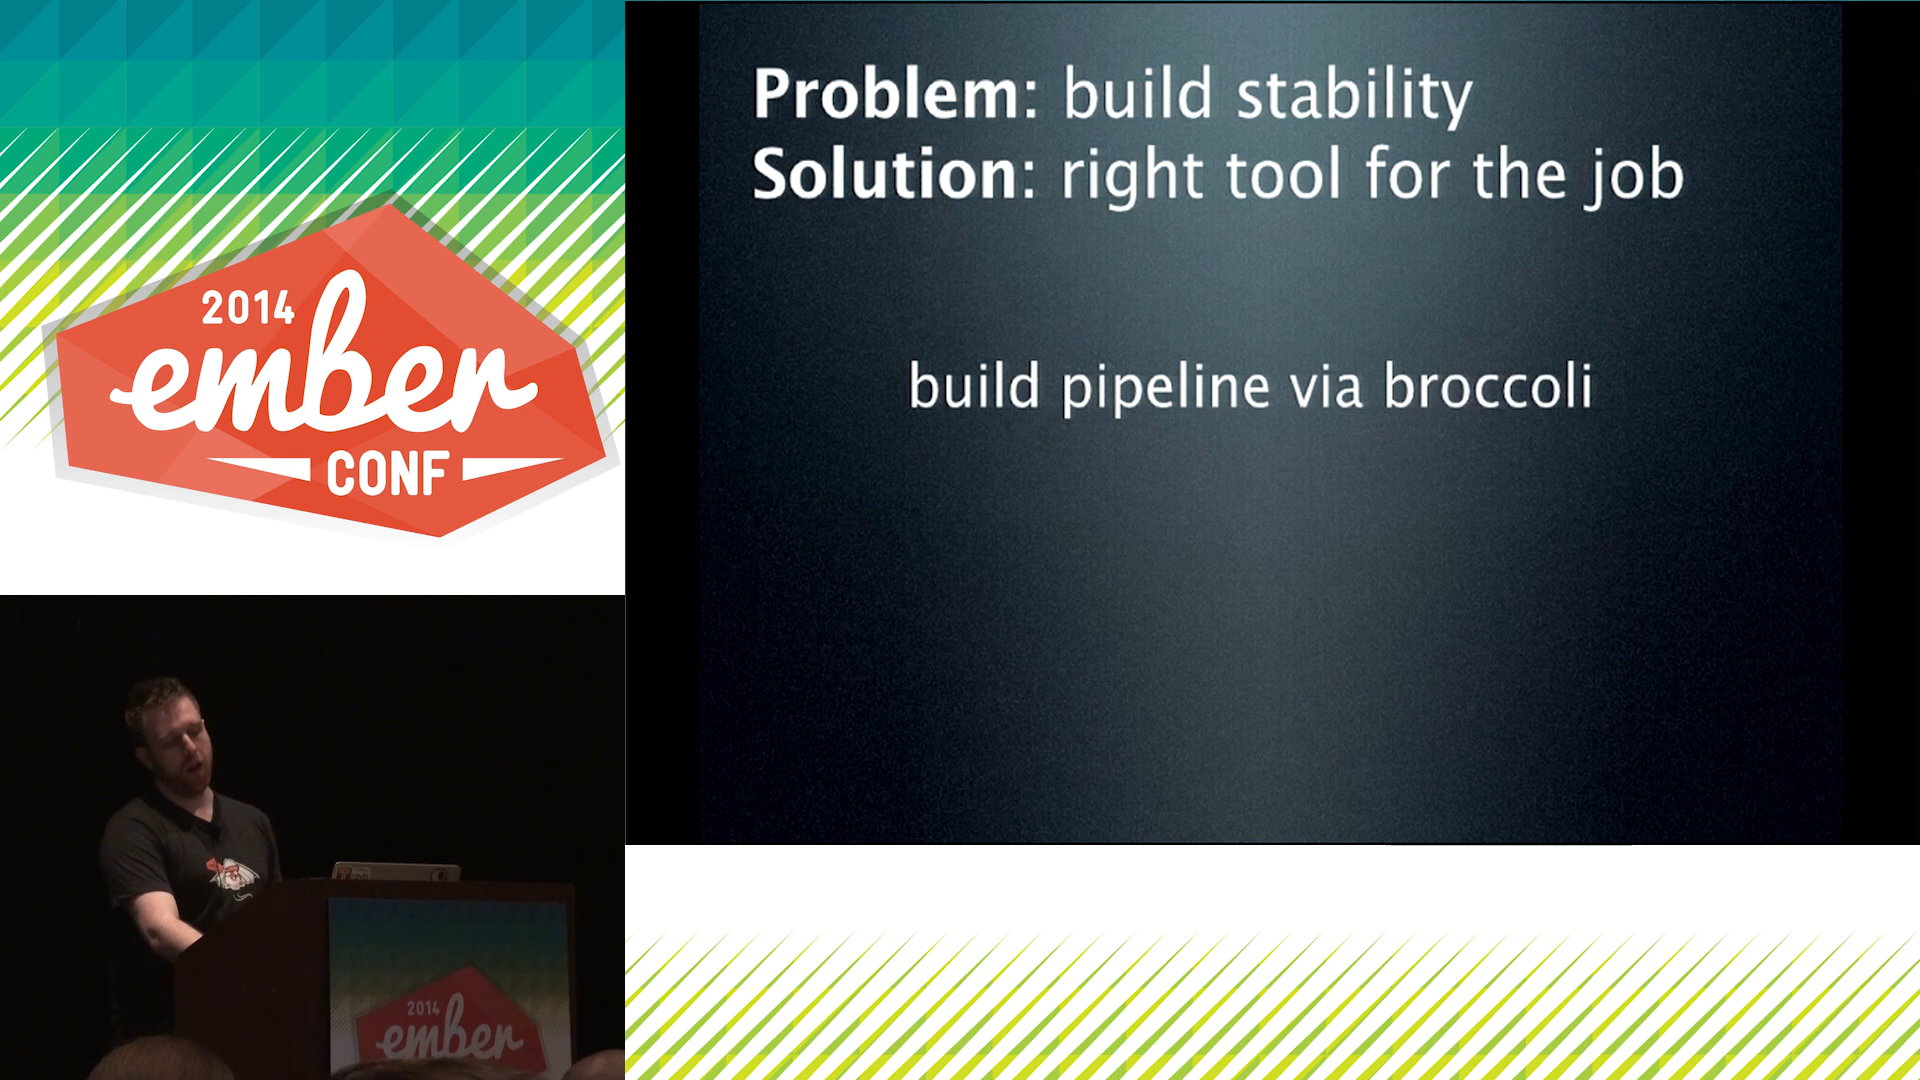 2014
ember
CONF
Problem: build stability
Solution: right tool for the job
build pipeline via broccoli
2014
ember